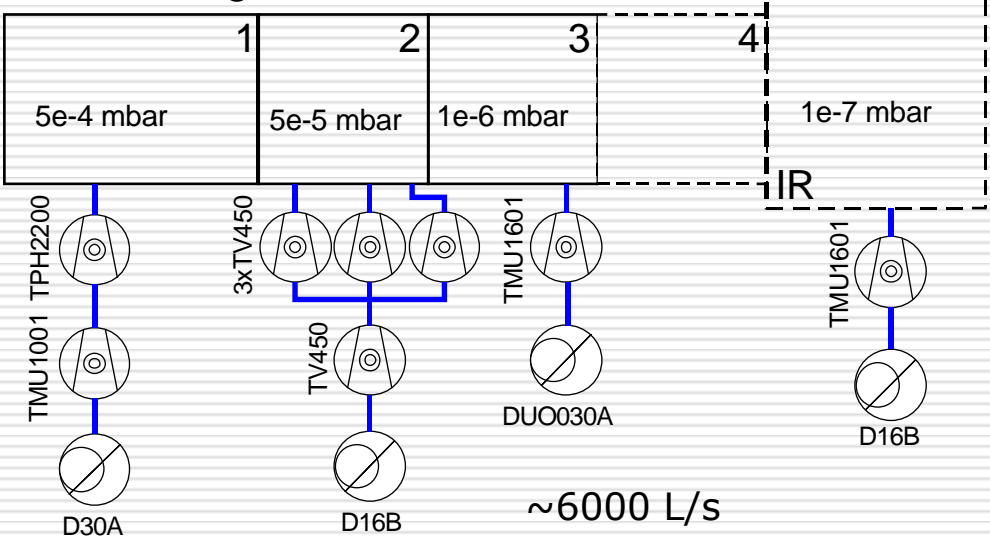 1
2
3
4
5e-4 mbar
5e-5 mbar
1e-6 mbar
1e-7 mbar
IR
TPH2200
3xTV450
TMU1601
TMU1601
TMU1001
TV450
DUO030A
D16B
D30A
D16B
~6000 L/s